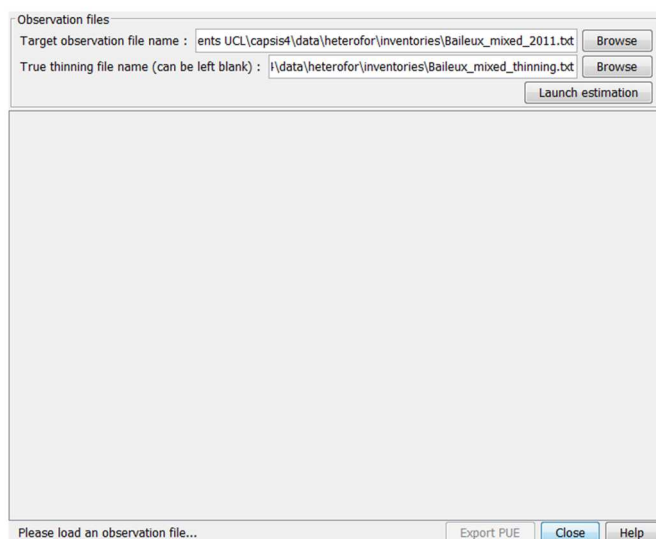 Observation files
Target observation file name : ents UCL\capsis4\data\heterofor\inventories\Baileux_mixed_2011.txt Browse
True thinning file name (can be left blank) : \data\heterofor\inventories\Baileux_mixed_thinning.txt Browse
Launch estimation
Please load an observation file... Export PUE Close Help